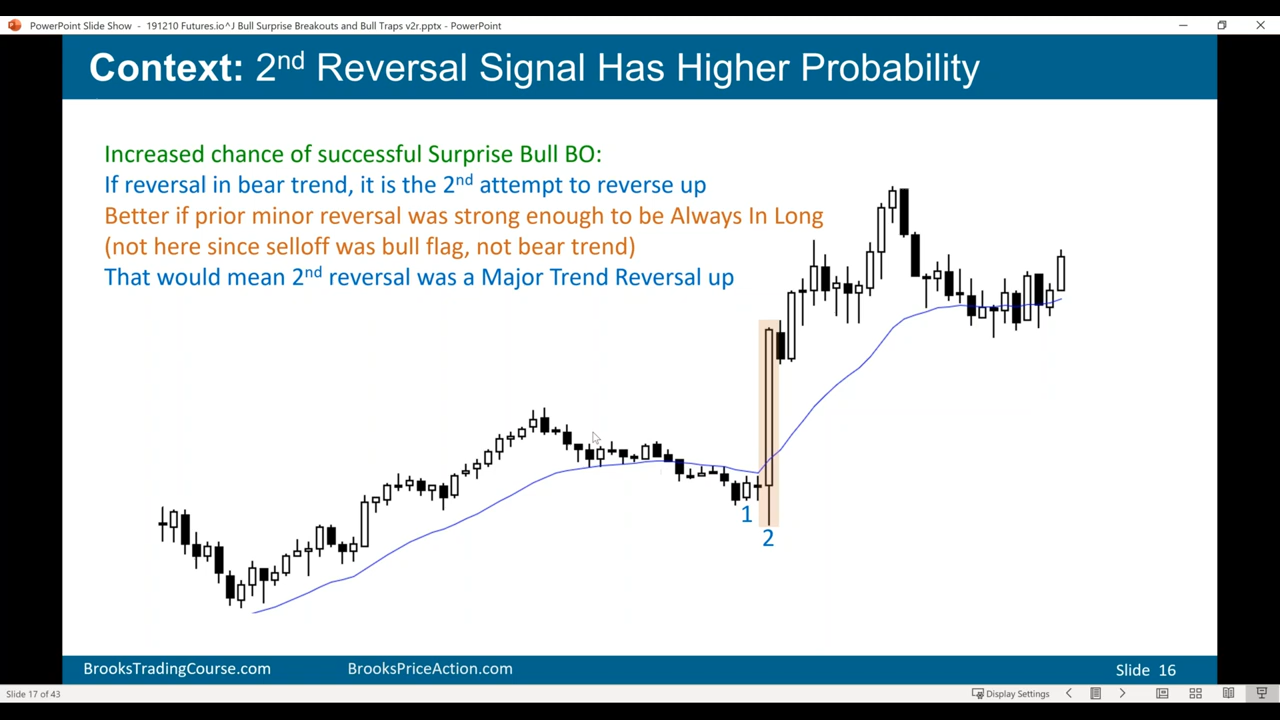 PowerPoint Slide Show - 191210 Futures.io^J Bull Surprise Breakouts and Bull Traps v2r.pptx - PowerPoint
Context: 2nd Reversal Signal Has Higher Probability
Increased chance of successful Surprise Bull BO:
If reversal in bear trend, it is the 2nd attempt to reverse up
Better if prior minor reversal was strong enough to be Always In Long
(not here since selloff was bull flag, not bear trend)
That would mean 2nd reversal was a Major Trend Reversal up
1
2
BrooksTradingCourse.com
BrooksPriceAction.com
Slide 16
Slide 17 of 43
Display Settings